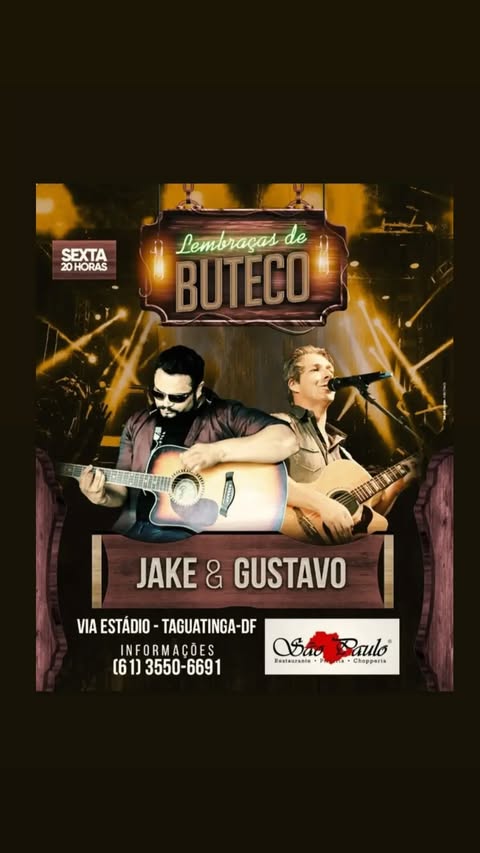 SEXTA
20 HORAS
Lembraças de
BUTECO
JAKE & GUSTAVO
VIA ESTÁDIO - TAGUATINGA-DF
INFORMAÇÕES
(61) 3550-6691
São Paulo
Restaurante • • Chopperia